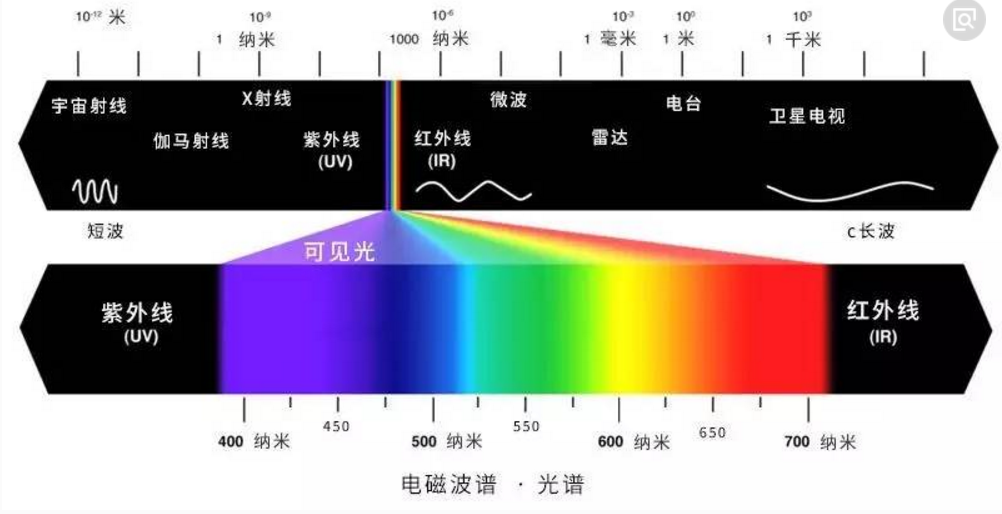 10⁻¹² 米 10⁻⁹ 10⁻⁶ 10⁻³ 10⁰ 10³
1 纳米 1000 纳米 1 毫米 1 米 1 千米
宇宙射线 X射线 微波 电台 卫星电视
伽马射线 紫外线 红外线 雷达
(UV) (IR)
短波 c长波
可见光
紫外线 红外线
(UV) (IR)
400 纳米 450 500 纳米 550 600 纳米 650 700 纳米
电磁波谱 · 光谱